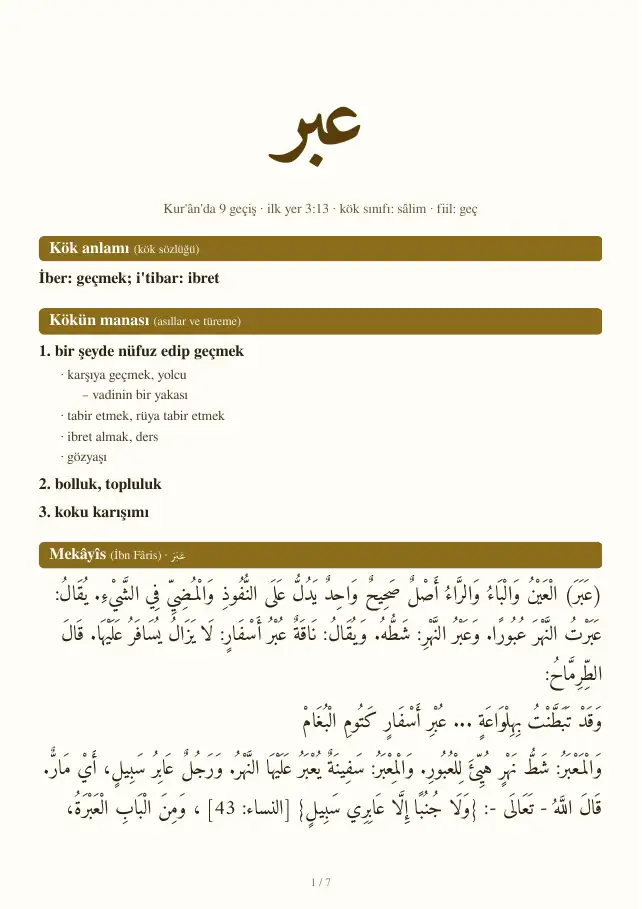 عبر
Kur'ân'da 9 geçiş · ilk yer 3:13 · kök sınıfı: sâlim · fiil: geç
Kök anlamı (kök sözlüğü)
İber: geçmek; i'tibar: ibret
Kökün manası (asıllar ve türeme)
1. bir şeyde nüfuz edip geçmek
· karşıya geçmek, yolcu
– vadinin bir yakası
· tabir etmek, rüya tabir etmek
· ibret almak, ders
· gözyaşı
2. bolluk, topluluk
3. koku karışımı
Mekâyîs (İbn Fâris) · عَبَرَ
(عَبَرَ) الْعَيْنُ وَالْبَاءُ وَالرَّاءُ أَصْلٌ صَحِيحٌ وَاحِدٌ يَدُلُّ عَلَى النُّفُوذِ وَالْمُضِيِّ فِي الشَّيْءِ. يُقَالُ:
عَبَرْتُ النَّهْرَ عُبُورًا. وَعَبْرُ النَّهْرِ: شَطُّهُ. وَيُقَالُ: نَاقَةٌ عُبْرُ أَسْفَارٍ: لَا يَزَالُ يُسَافَرُ عَلَيْهَا. قَالَ
الطِّرِمَّاحُ:
وَقَدْ تَبَطَّنْتُ بِهِلْوَاعَةٍ ... عُبْرِ أَسْفَارٍ كَتُومِ الْبُغَامْ
وَالْمَعْبَرُ: شَطُّ نَهْرٍ هُيِّئَ لِلْعُبُورِ. وَالْمِعْبَرُ: سَفِينَةٌ يُعْبَرُ عَلَيْهَا النَّهْرُ. وَرَجُلٌ عَابِرُ سَبِيلٍ، أَيْ مَارٌّ.
قَالَ اللَّهُ - تَعَالَى -: {وَلَا جُنُبًا إِلَّا عَابِرِي سَبِيلٍ} [النساء: 43] ، وَمِنَ الْبَابِ الْعَبْرَةُ،
1 / 7